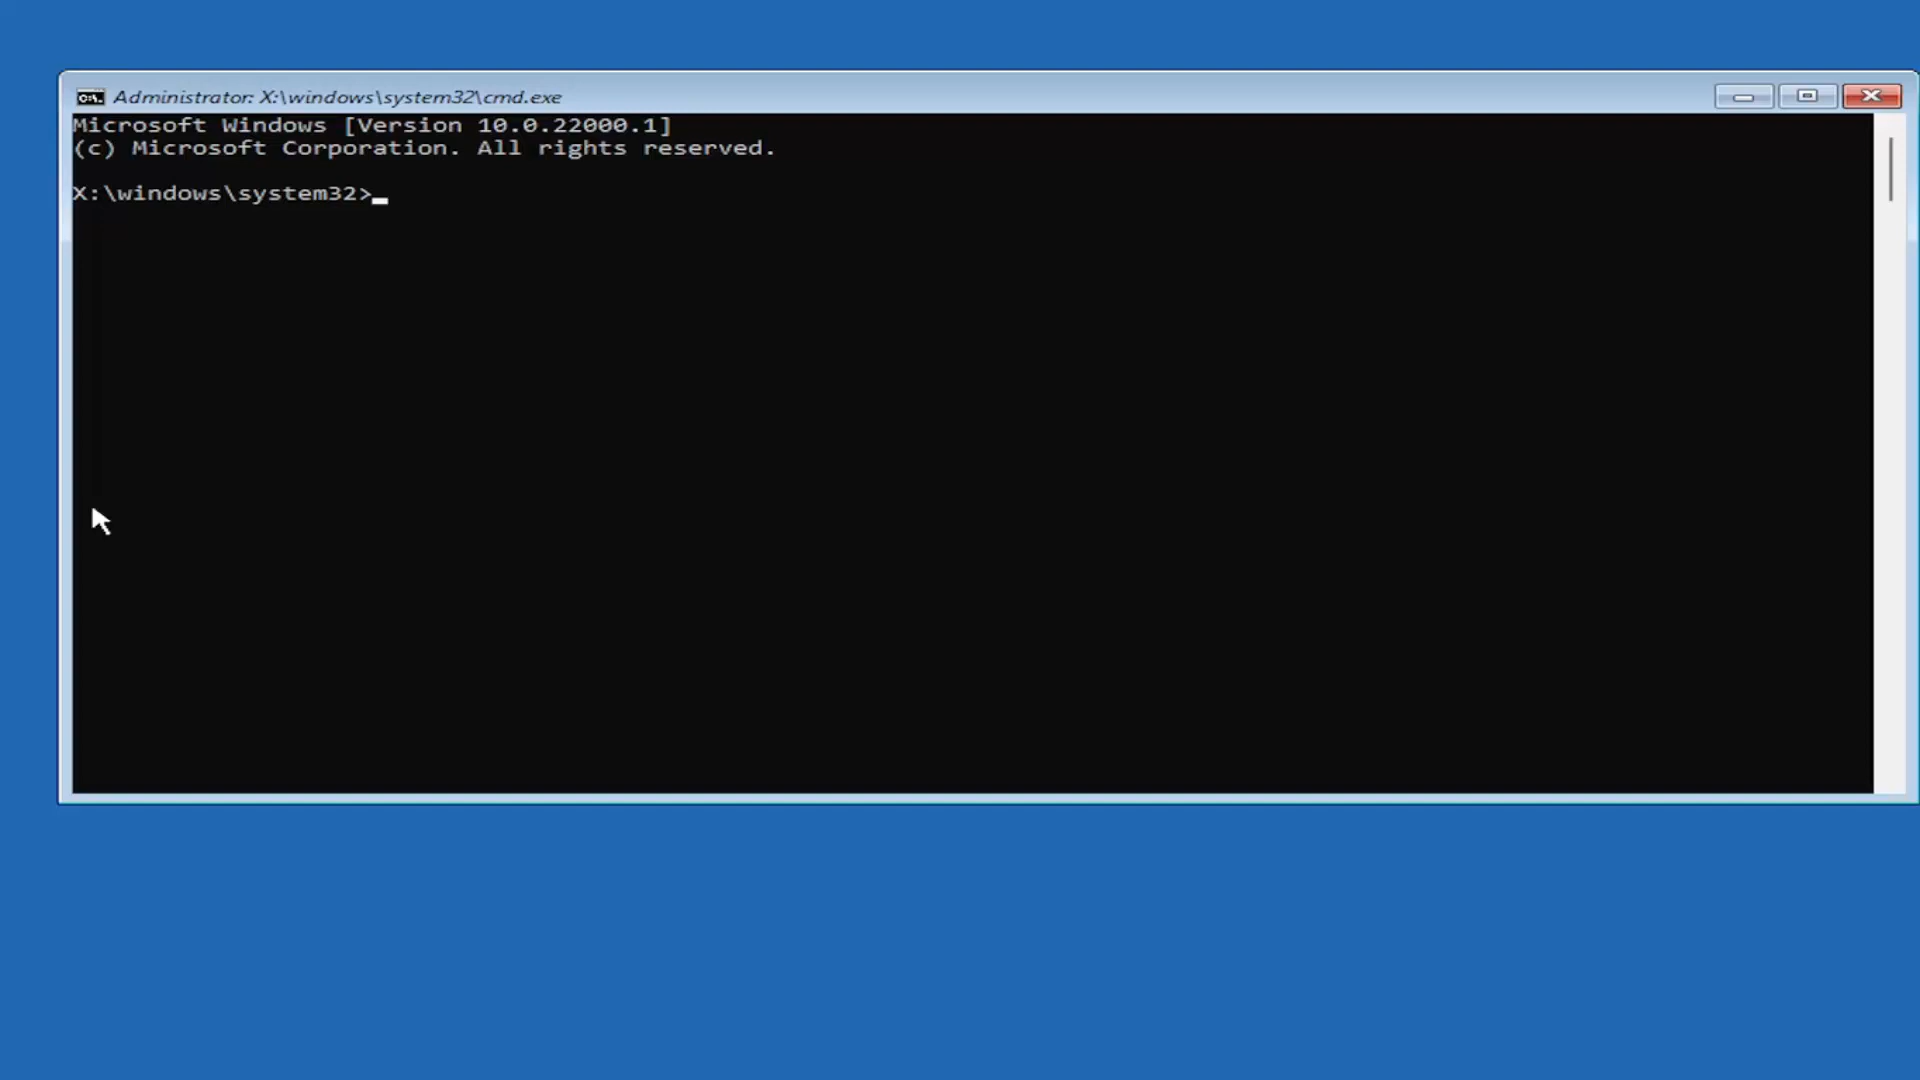 Administrator: X:\windows\system32\cmd.exe
Microsoft Windows [Version 10.0.22000.1]
(c) Microsoft Corporation. All rights reserved.
X:\windows\system32>